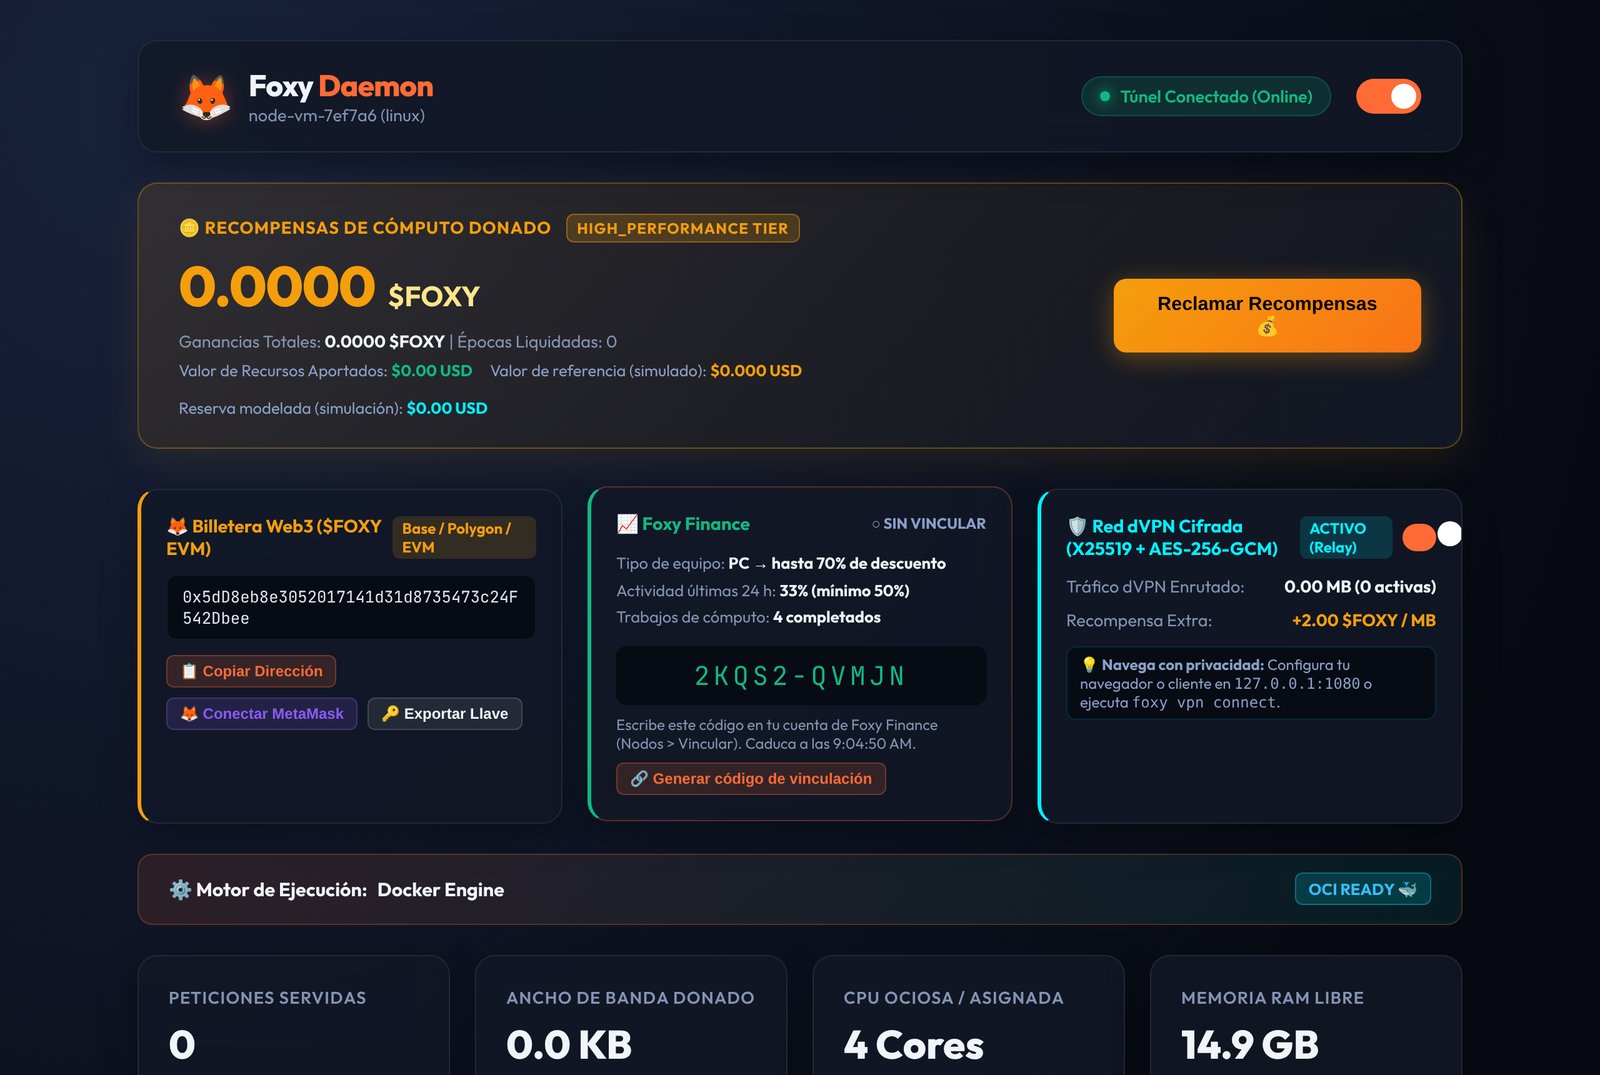 Foxy Daemon
node-vm-7ef7a6 (linux)
Túnel Conectado (Online)
RECOMPENSAS DE CÓMPUTO DONADO
HIGH_PERFORMANCE TIER
0.0000 $FOXY
Ganancias Totales: 0.0000 $FOXY | Épocas Liquidadas: 0
Valor de Recursos Aportados: $0.00 USD Valor de referencia (simulado): $0.000 USD
Reserva modelada (simulación): $0.00 USD
Reclamar Recompensas
Billetera Web3 ($FOXY
EVM)
Base / Polygon /
EVM
0x5dD8eb8e3052017141d31d8735473c24F
542Dbee
Copiar Dirección
Conectar MetaMask
Exportar Llave
Foxy Finance
○ SIN VINCULAR
Tipo de equipo: PC → hasta 70% de descuento
Actividad últimas 24 h: 33% (mínimo 50%)
Trabajos de cómputo: 4 completados
2KQS2-QVMJN
Escribe este código en tu cuenta de Foxy Finance
(Nodos > Vincular). Caduca a las 9:04:50 AM.
Generar código de vinculación
Red dVPN Cifrada
(X25519 + AES-256-GCM)
ACTIVO
(Relay)
Tráfico dVPN Enrutado: 0.00 MB (0 activas)
Recompensa Extra: +2.00 $FOXY / MB
Navega con privacidad: Configura tu
navegador o cliente en 127.0.0.1:1080 o
ejecuta foxy vpn connect.
Motor de Ejecución: Docker Engine
OCI READY
PETICIONES SERVIDAS
0
ANCHO DE BANDA DONADO
0.0 KB
CPU OCIOSA / ASIGNADA
4 Cores
MEMORIA RAM LIBRE
14.9 GB